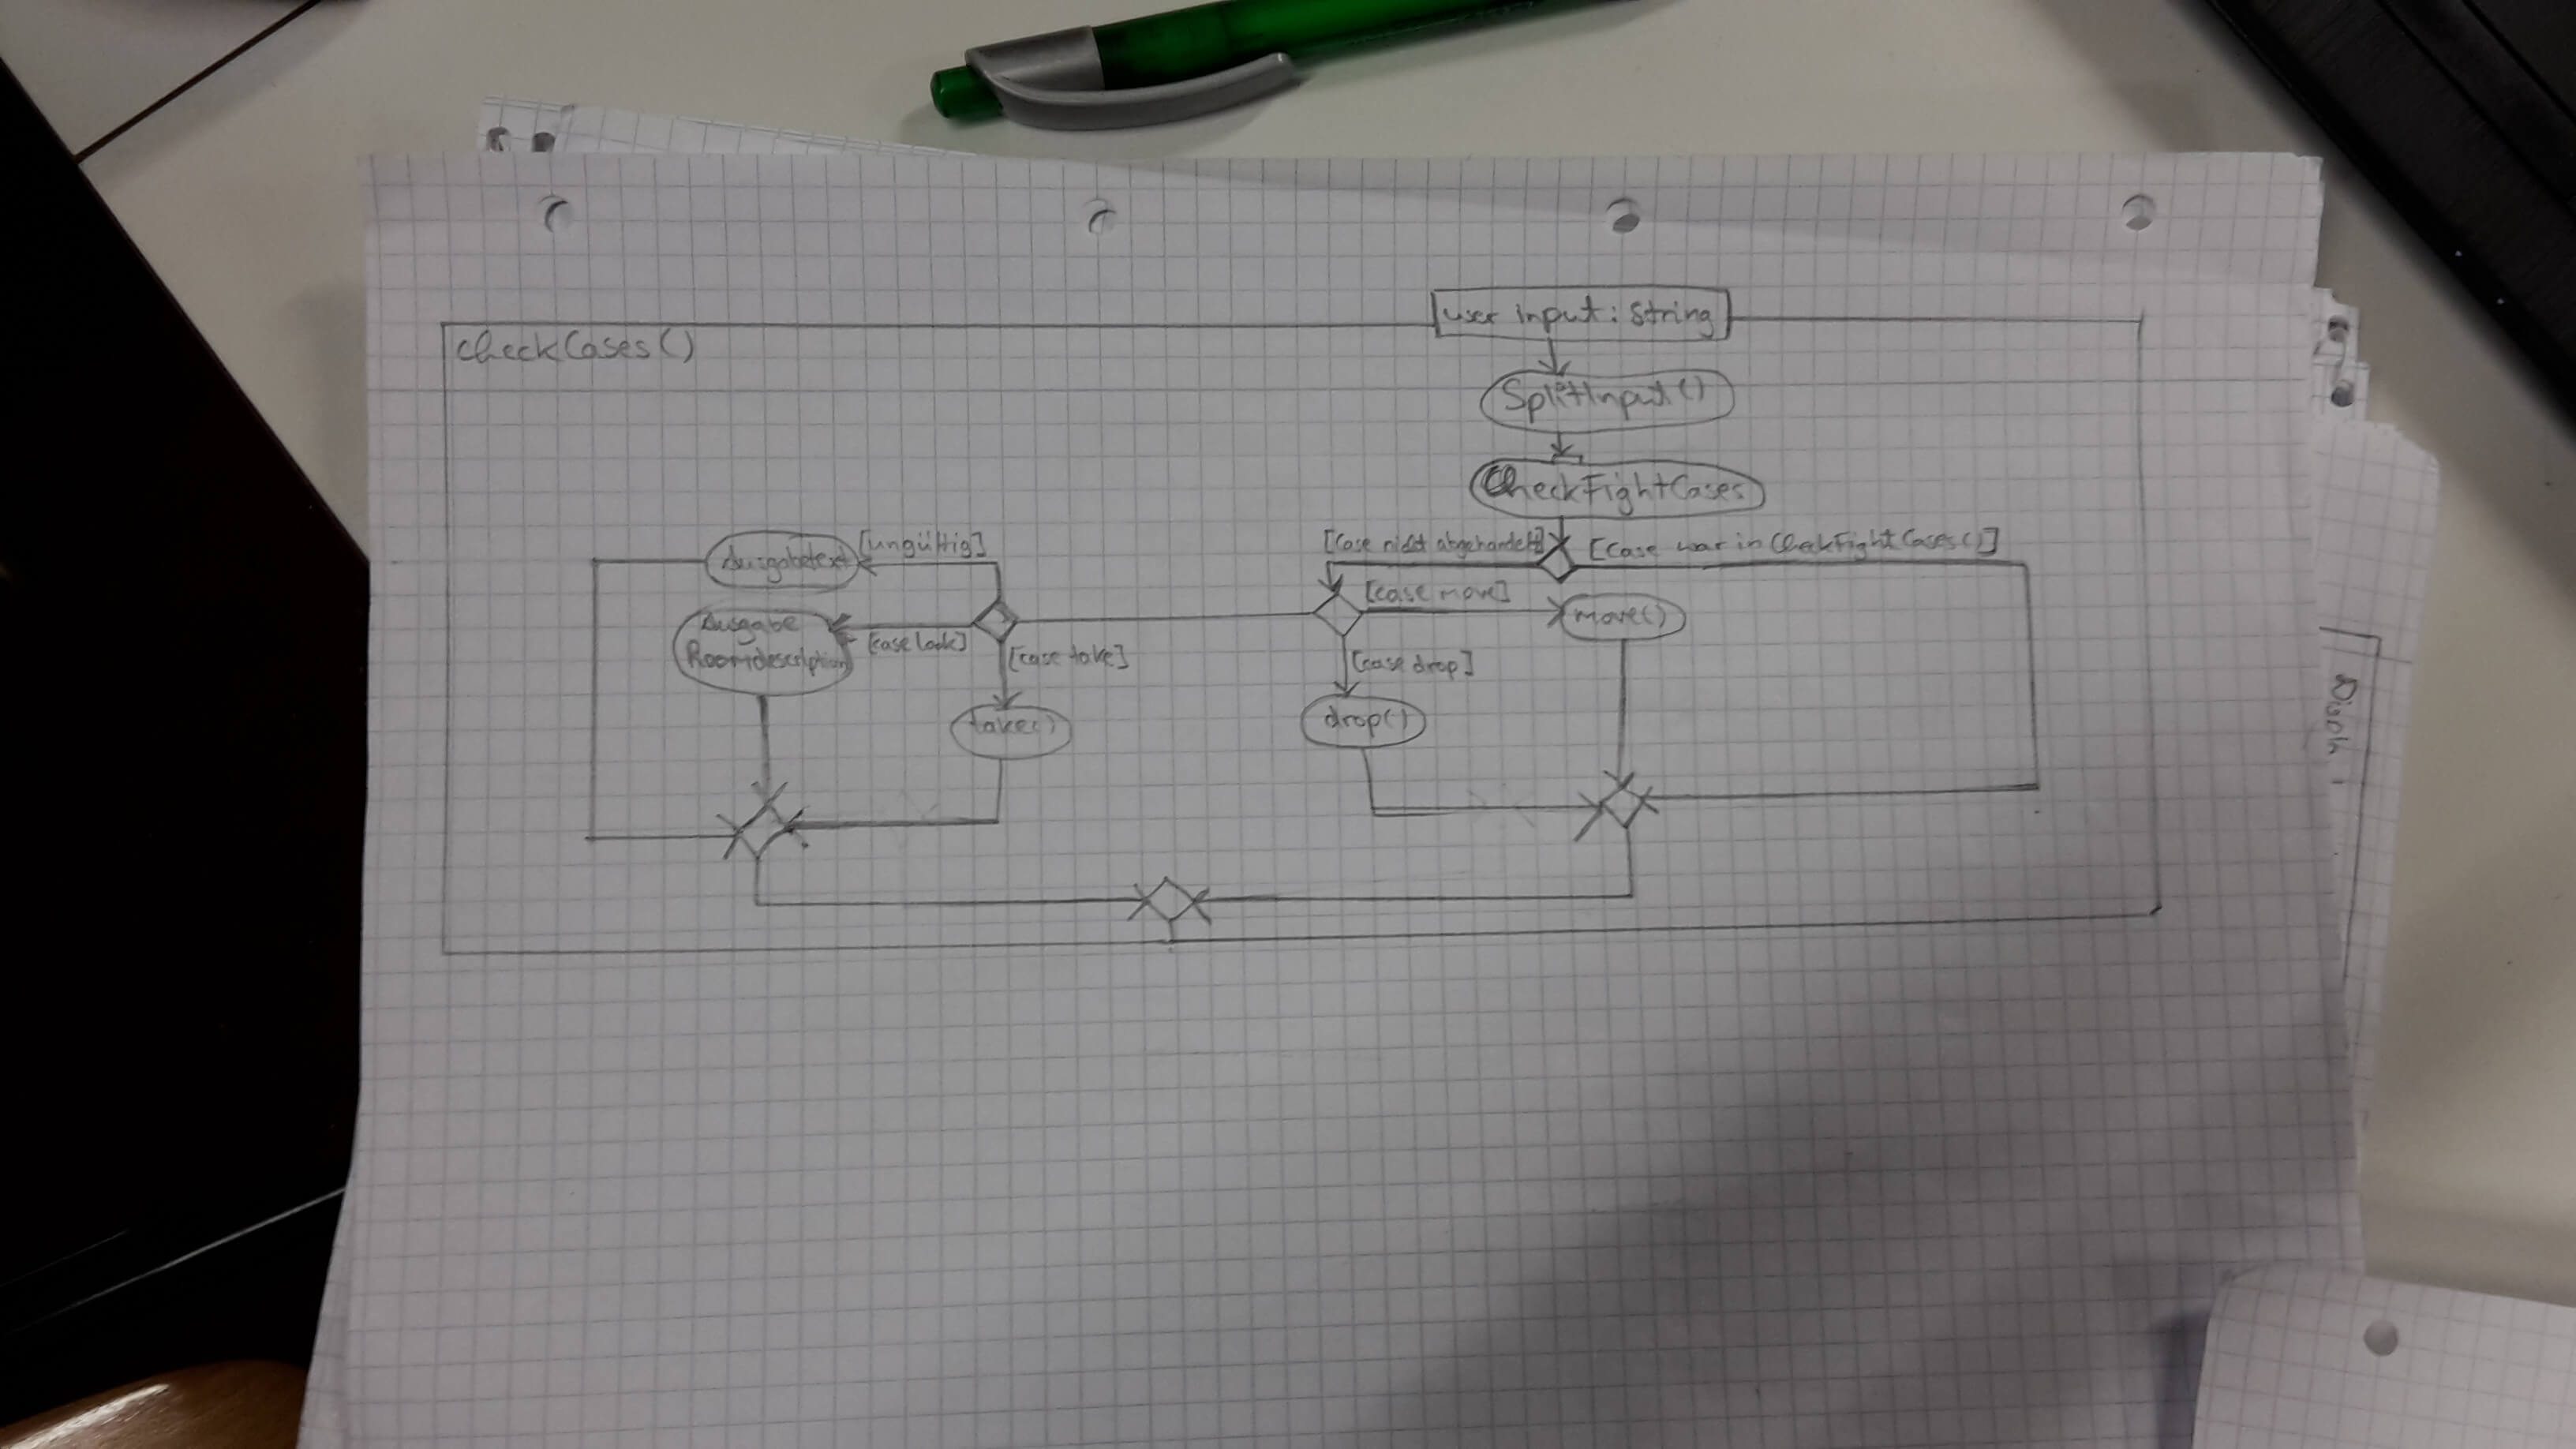 user input: String
checkCases()
SplitInput()
CheckFightCases
[ungültig]
[case nicht abgehandelt]
[case war in CheckFightCases()]
Ausgabetext
[case move]
move()
Ausgabe
Roomdescription
[case look]
[case take]
[case drop]
take()
drop()